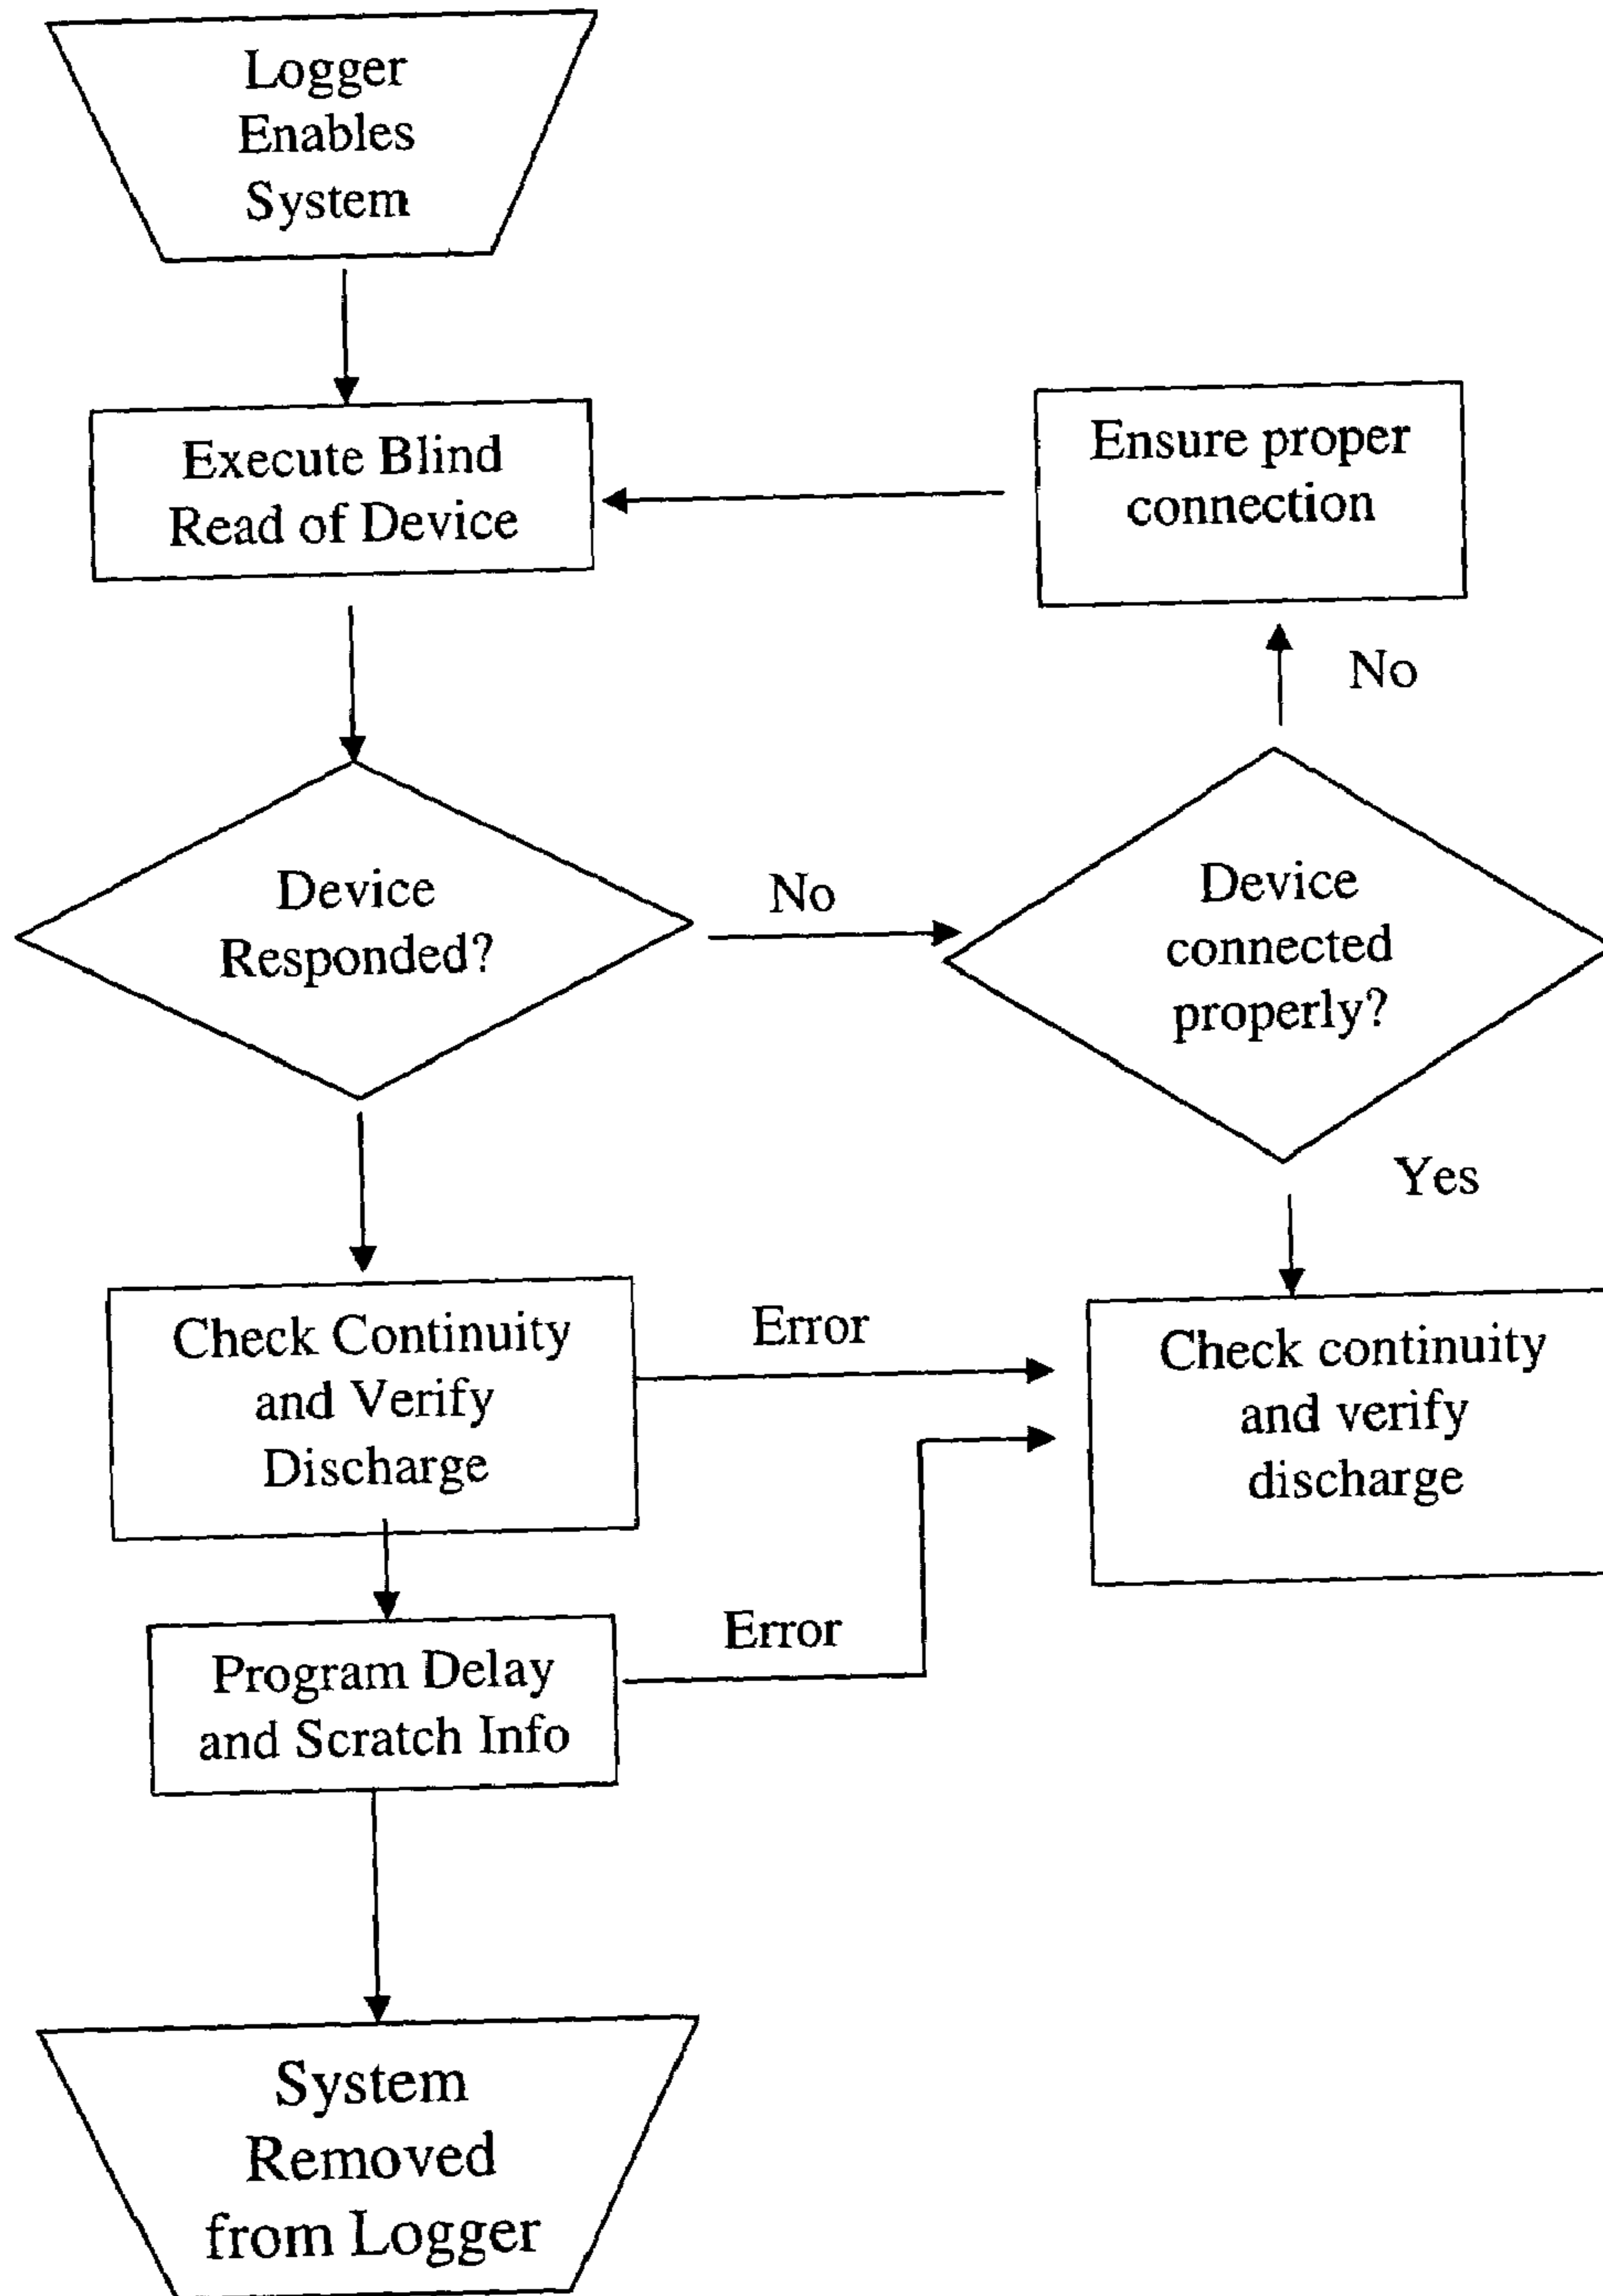 Logger
Enables
System
Execute Blind
Read of Device
Ensure proper
connection
No
Device
Responded?
No
Device
connected
properly?
Yes
Check Continuity
and Verify
Discharge
Error
Check continuity
and verify
discharge
Program Delay
and Scratch Info
Error
System
Removed
from Logger